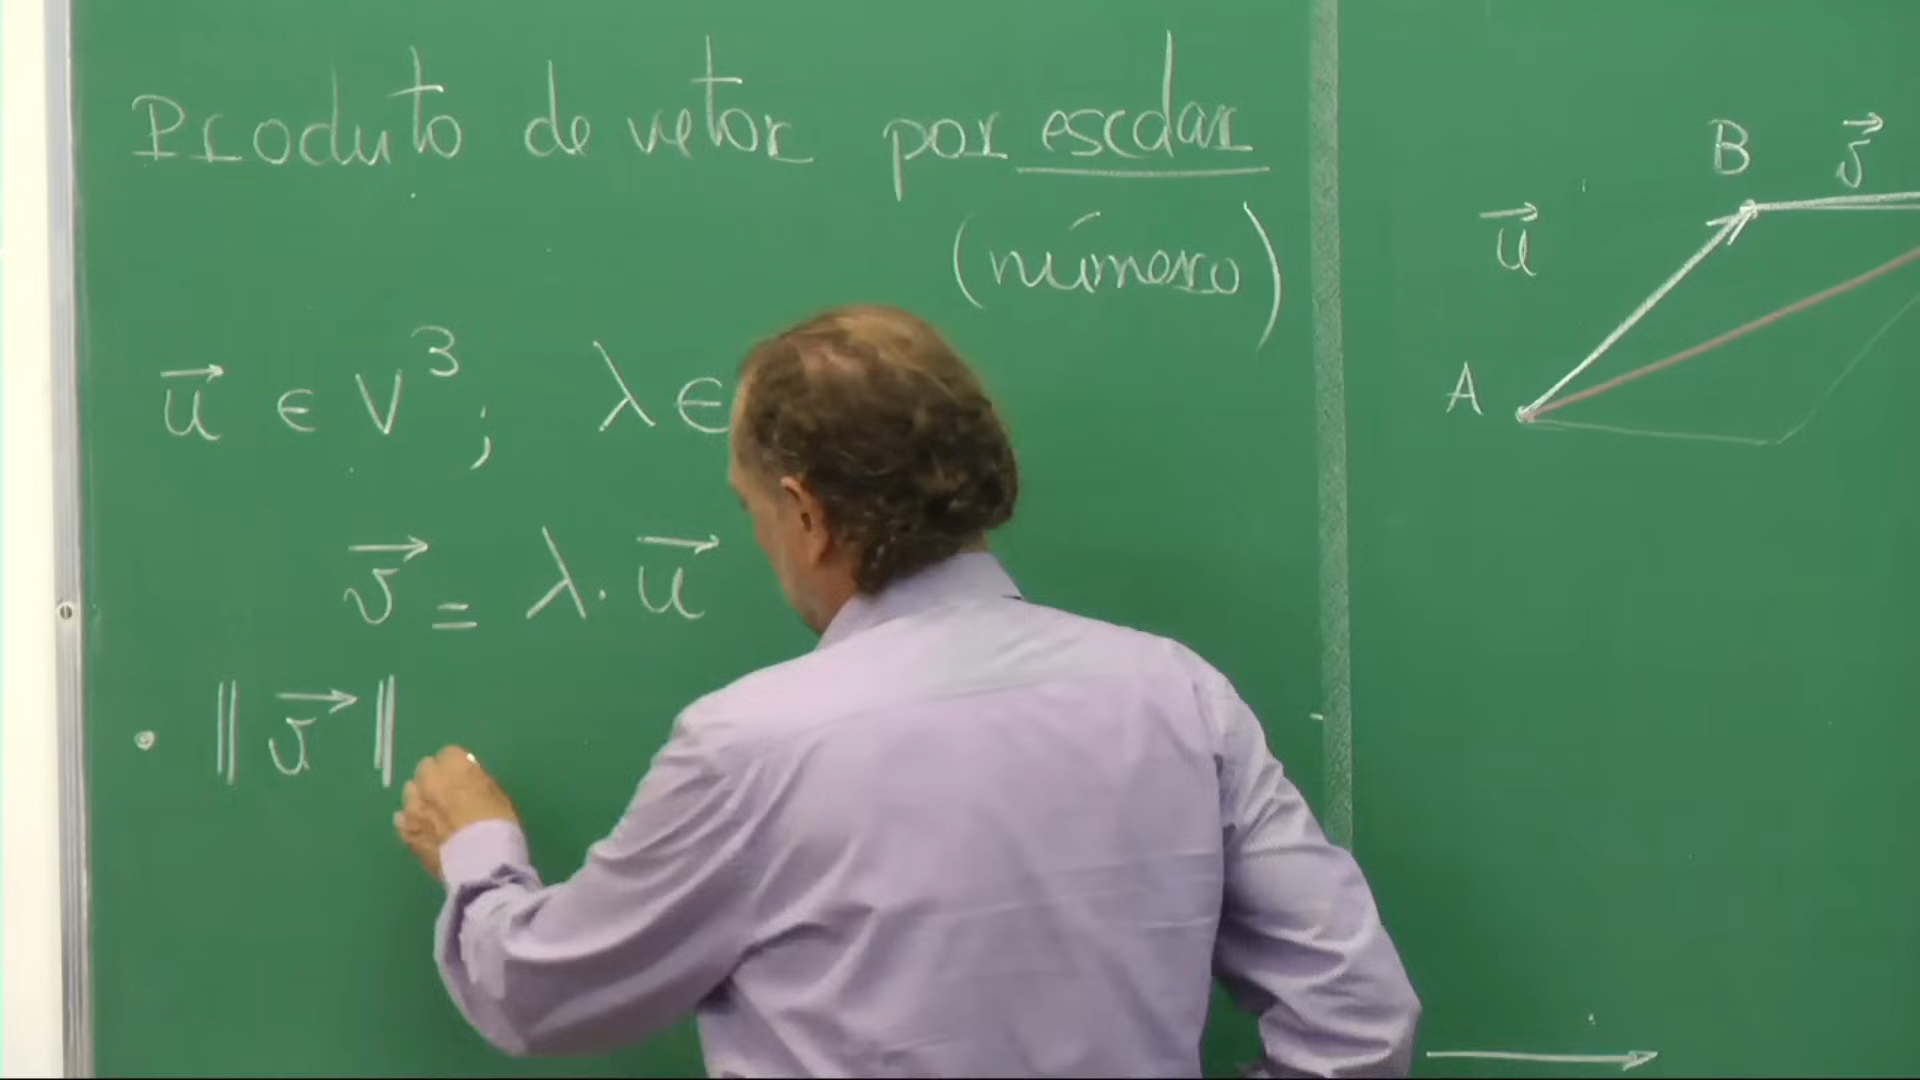 Produto de vetor por escalar
(número)
u⃗ ∈ V³; λ ∈
v⃗ = λ · u⃗
• ‖ v⃗ ‖
B v⃗
u⃗
A